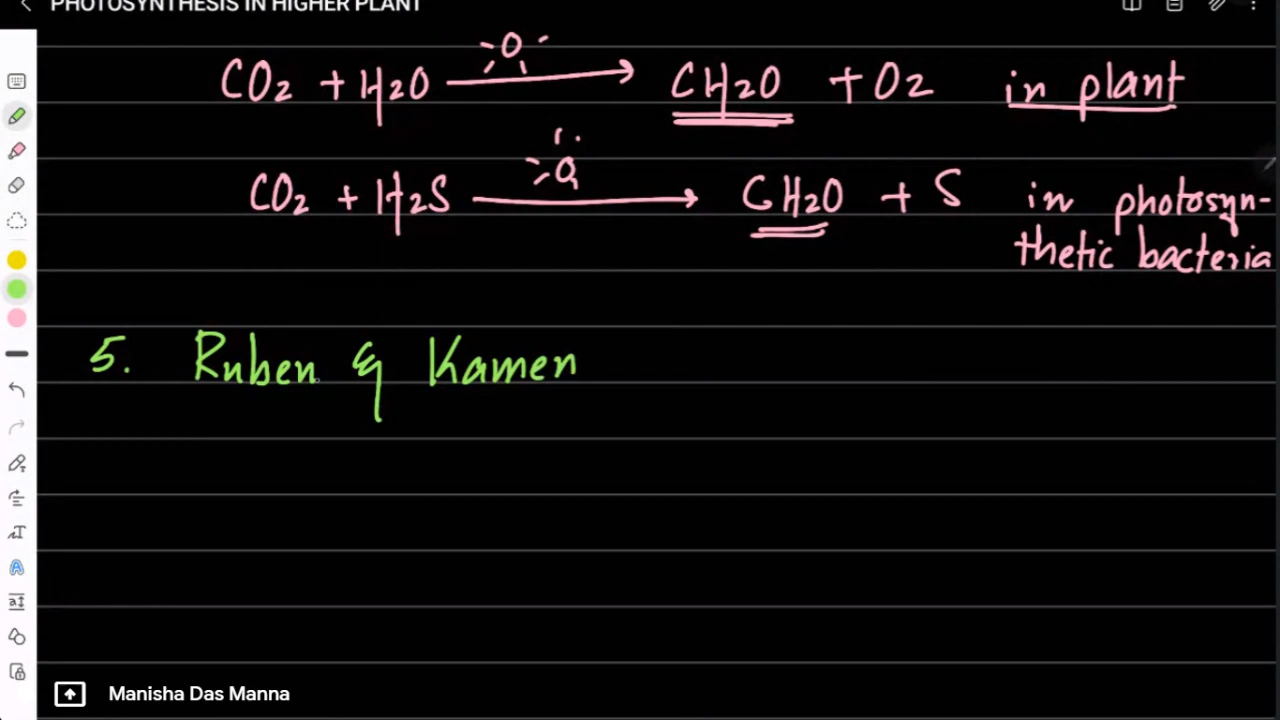 PHOTOSYNTHESIS IN HIGHER PLANT
CO2 + H2O → CH2O + O2 in plant
CO2 + H2S → CH2O + S in photosyn-
thetic bacteria
5. Ruben & Kamen
Manisha Das Manna